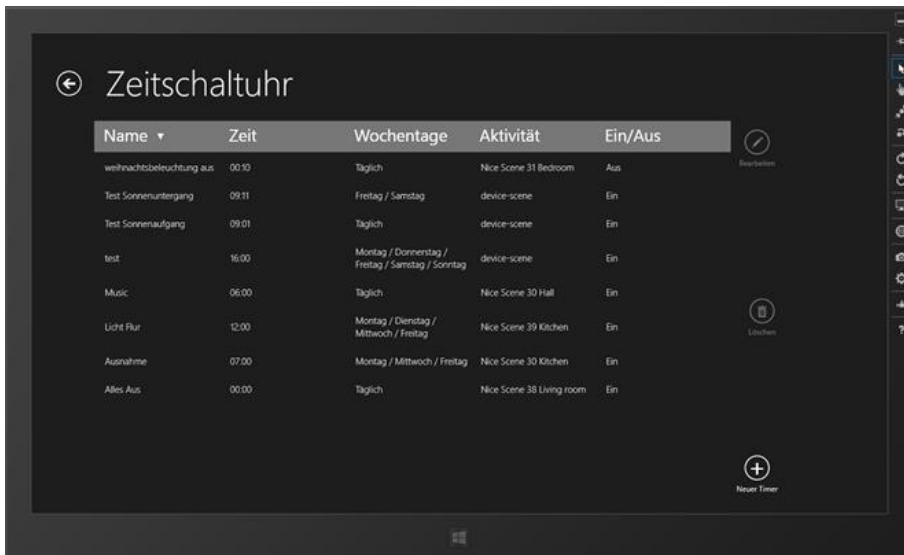 Zeitschaltuhr
Name ▼ Zeit Wochentage Aktivität Ein/Aus
weihnachtsbeleuchtung aus 00:10 Täglich Nice Scene 31 Bedroom Aus
Test Sonnenuntergang 09:11 Freitag / Samstag device-scene Ein
Test Sonnenaufgang 09:01 Täglich device-scene Ein
test 16:00 Montag / Donnerstag / Freitag / Samstag / Sonntag device-scene Ein
Music 06:00 Täglich Nice Scene 30 Hall Ein
Licht Flur 12:00 Montag / Dienstag / Mittwoch / Freitag Nice Scene 39 Kitchen Ein
Ausnahme 07:00 Montag / Mittwoch / Freitag Nice Scene 30 Kitchen Ein
Alles Aus 00:00 Täglich Nice Scene 38 Living room Ein
Bearbeiten
Löschen
Neuer Timer
?